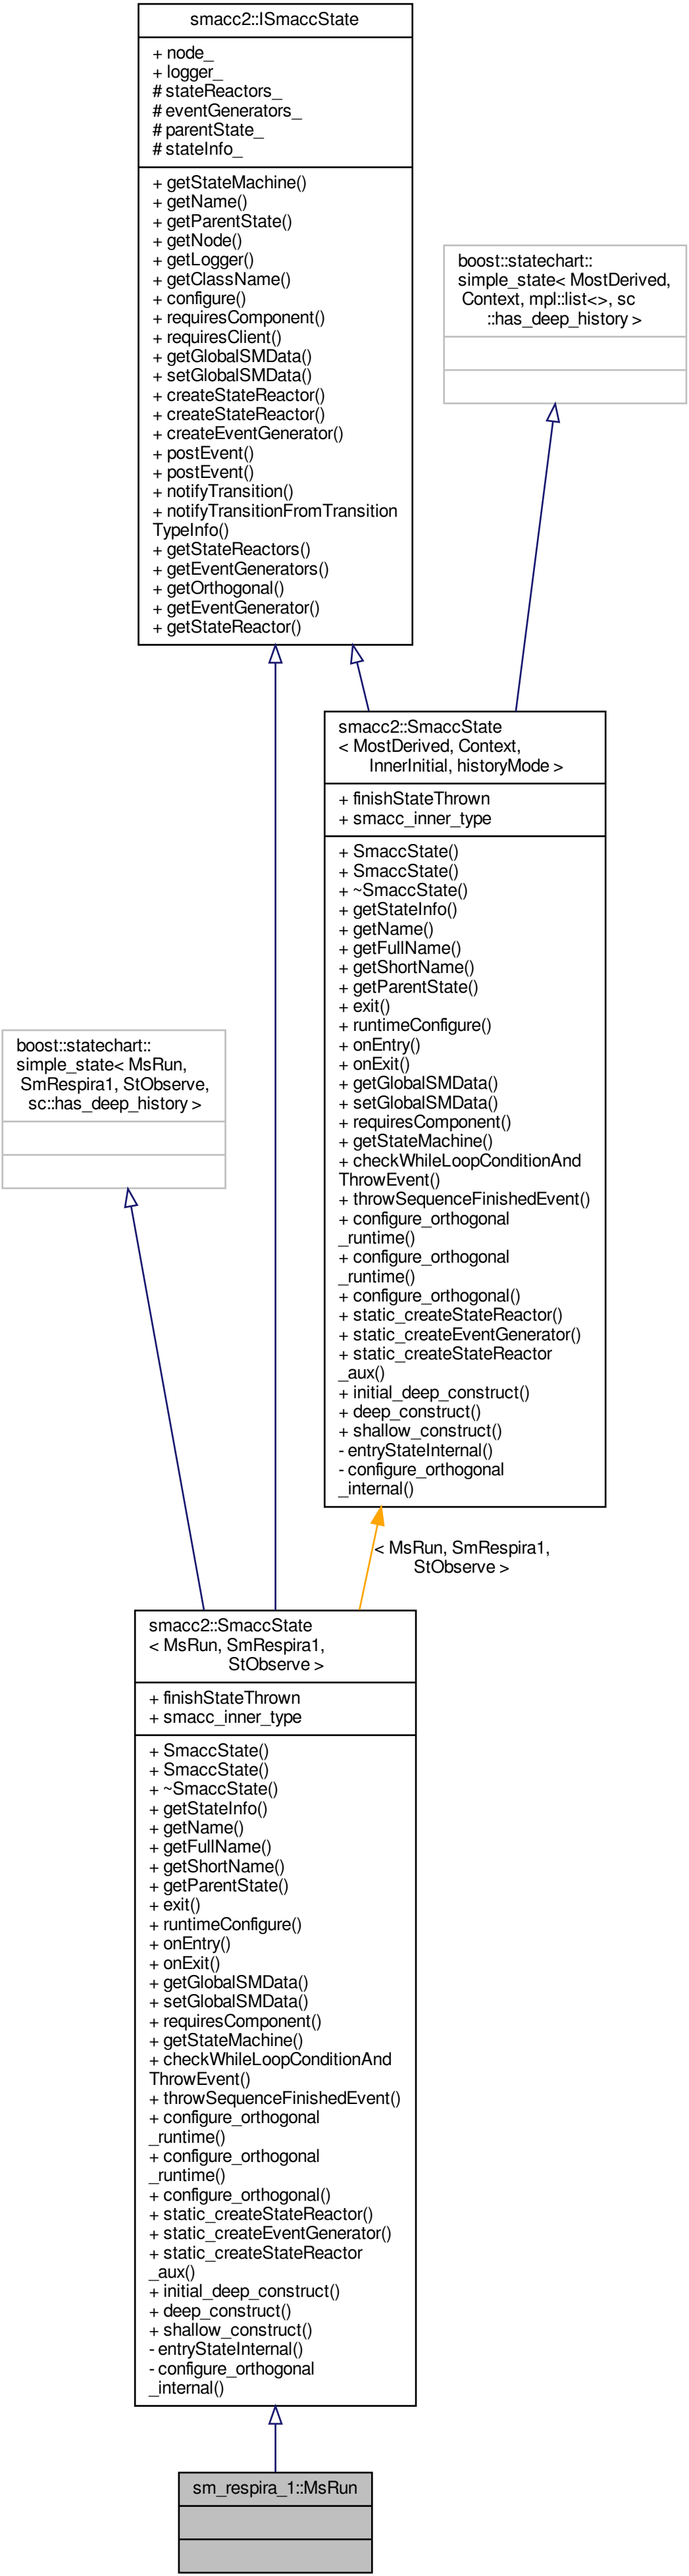 smacc2::ISmaccState
+ node_
+ logger_
# stateReactors_
# eventGenerators_
# parentState_
# stateInfo_
+ getStateMachine()
+ getName()
+ getParentState()
+ getNode()
+ getLogger()
+ getClassName()
+ configure()
+ requiresComponent()
+ requiresClient()
+ getGlobalSMData()
+ setGlobalSMData()
+ createStateReactor()
+ createStateReactor()
+ createEventGenerator()
+ postEvent()
+ postEvent()
+ notifyTransition()
+ notifyTransitionFromTransition
TypeInfo()
+ getStateReactors()
+ getEventGenerators()
+ getOrthogonal()
+ getEventGenerator()
+ getStateReactor()
boost::statechart::
simple_state< MostDerived,
Context, mpl::list<>, sc
::has_deep_history >
smacc2::SmaccState
< MostDerived, Context,
InnerInitial, historyMode >
+ finishStateThrown
+ smacc_inner_type
+ SmaccState()
+ SmaccState()
+ ~SmaccState()
+ getStateInfo()
+ getName()
+ getFullName()
+ getShortName()
+ getParentState()
+ exit()
+ runtimeConfigure()
+ onEntry()
+ onExit()
+ getGlobalSMData()
+ setGlobalSMData()
+ requiresComponent()
+ getStateMachine()
+ checkWhileLoopConditionAnd
ThrowEvent()
+ throwSequenceFinishedEvent()
+ configure_orthogonal
_runtime()
+ configure_orthogonal
_runtime()
+ configure_orthogonal()
+ static_createStateReactor()
+ static_createEventGenerator()
+ static_createStateReactor
_aux()
+ initial_deep_construct()
+ deep_construct()
+ shallow_construct()
- entryStateInternal()
- configure_orthogonal
_internal()
boost::statechart::
simple_state< MsRun,
SmRespira1, StObserve,
sc::has_deep_history >
< MsRun, SmRespira1,
StObserve >
smacc2::SmaccState
< MsRun, SmRespira1,
StObserve >
+ finishStateThrown
+ smacc_inner_type
+ SmaccState()
+ SmaccState()
+ ~SmaccState()
+ getStateInfo()
+ getName()
+ getFullName()
+ getShortName()
+ getParentState()
+ exit()
+ runtimeConfigure()
+ onEntry()
+ onExit()
+ getGlobalSMData()
+ setGlobalSMData()
+ requiresComponent()
+ getStateMachine()
+ checkWhileLoopConditionAnd
ThrowEvent()
+ throwSequenceFinishedEvent()
+ configure_orthogonal
_runtime()
+ configure_orthogonal
_runtime()
+ configure_orthogonal()
+ static_createStateReactor()
+ static_createEventGenerator()
+ static_createStateReactor
_aux()
+ initial_deep_construct()
+ deep_construct()
+ shallow_construct()
- entryStateInternal()
- configure_orthogonal
_internal()
sm_respira_1::MsRun